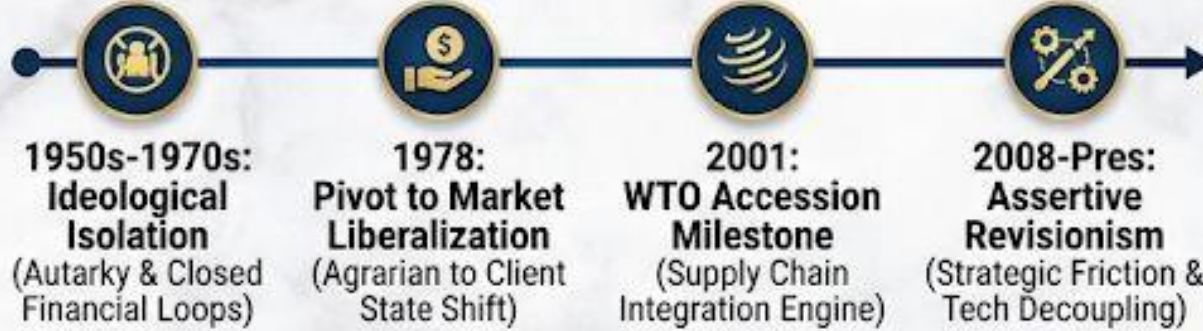 1950s-1970s:
Ideological
Isolation
(Autarky & Closed
Financial Loops)
$
1978:
Pivot to Market
Liberalization
(Agrarian to Client
State Shift)
2001:
WTO Accession
Milestone
(Supply Chain
Integration Engine)
2008-Pres:
Assertive
Revisionism
(Strategic Friction &
Tech Decoupling)